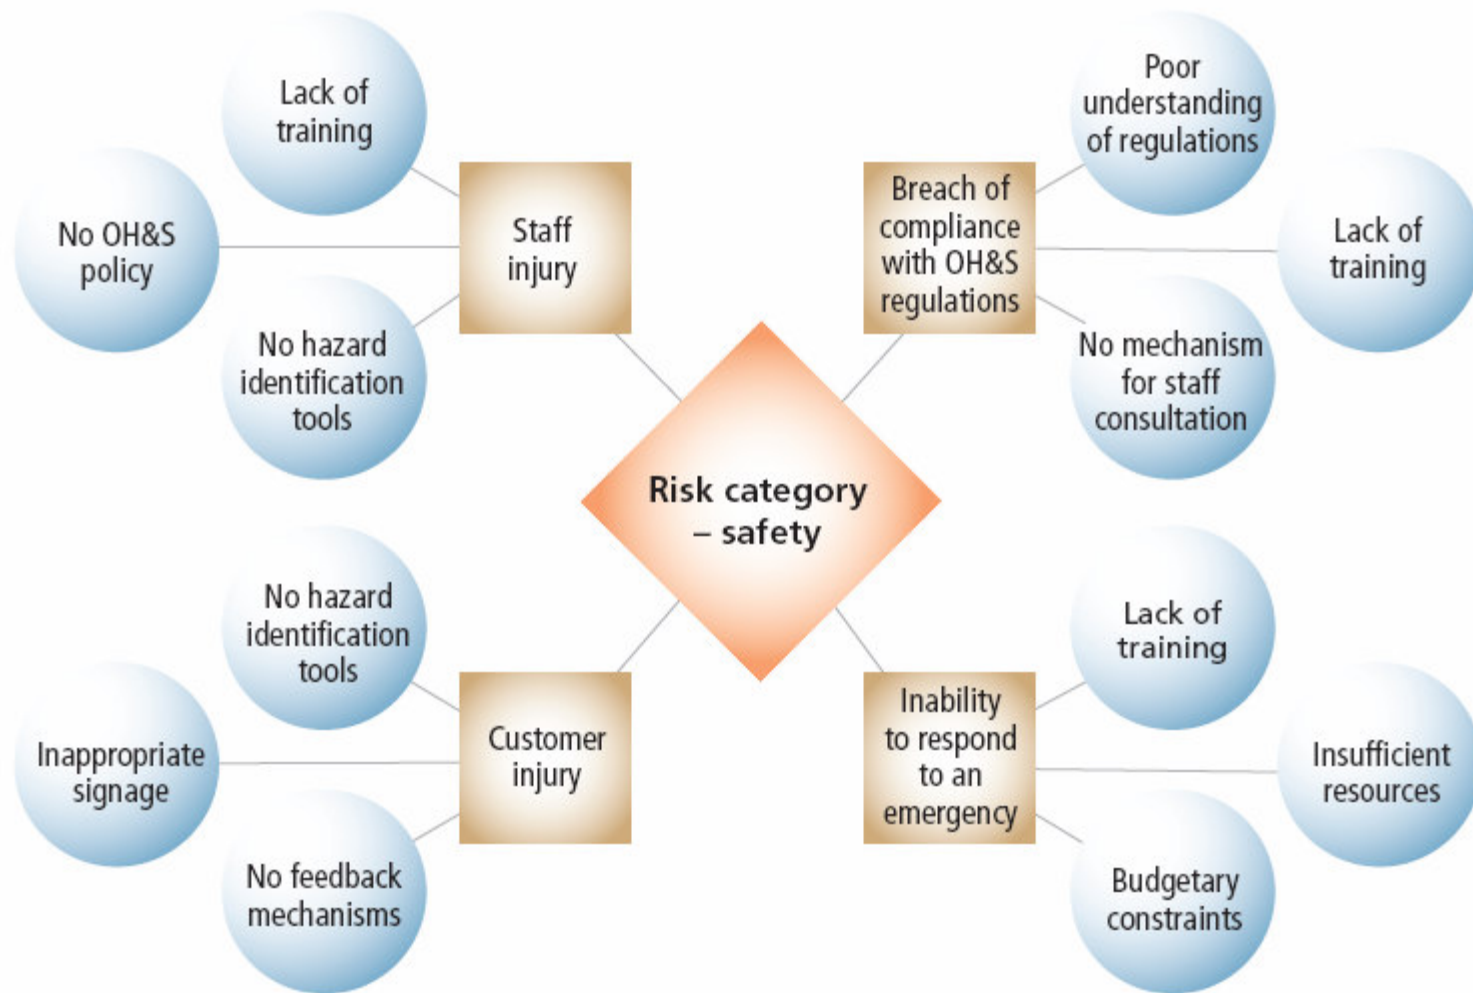 Lack of
training
No OH&S
policy
Staff
injury
No hazard
identification
tools
Poor
understanding
of regulations
Breach of
compliance
with OH&S
regulations
Lack of
training
No mechanism
for staff
consultation
Risk category
– safety
No hazard
identification
tools
Inappropriate
signage
Customer
injury
No feedback
mechanisms
Lack of
training
Inability
to respond
to an
emergency
Insufficient
resources
Budgetary
constraints